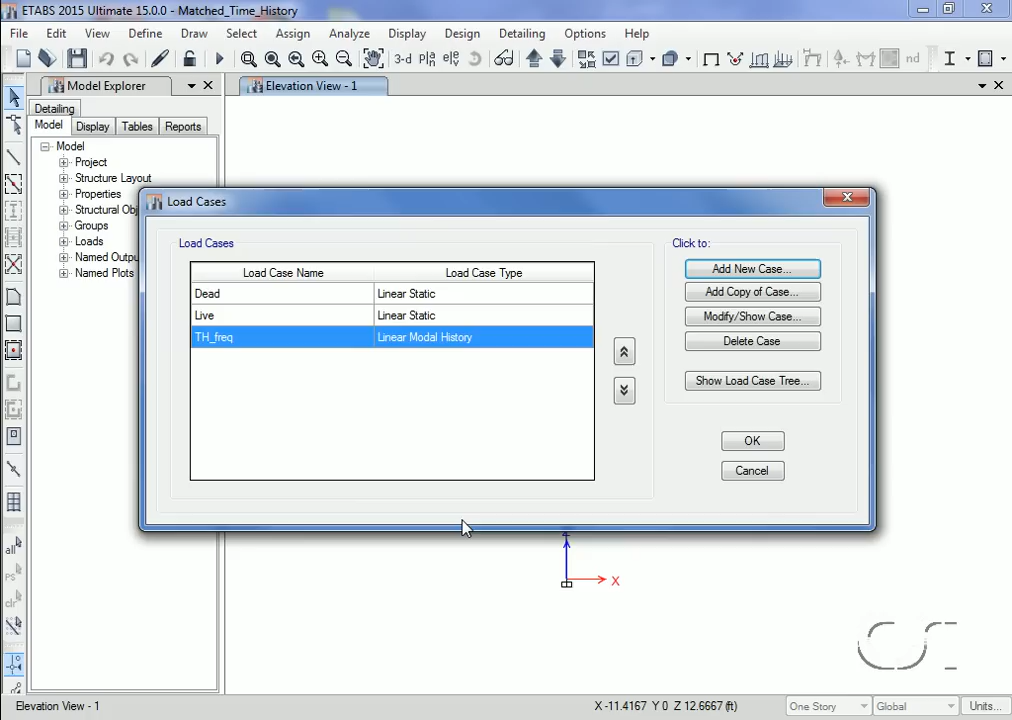 ETABS 2015 Ultimate 15.0.0 - Matched_Time_History
File Edit View Define Draw Select Assign Analyze Display Design Detailing Options Help
3-d nd
Model Explorer
Elevation View - 1
Detailing
Model Display Tables Reports
Model
Project
Structure Layout
Properties
Structural Obj
Groups
Loads
Named Outpu
Named Plots
Load Cases
Load Cases
Click to:
Load Case Name Load Case Type
Dead Linear Static
Live Linear Static
TH_freq Linear Modal History
Add New Case...
Add Copy of Case...
Modify/Show Case...
Delete Case
Show Load Case Tree...
OK
Cancel
all
ps
clr
X
CSI
Elevation View - 1
X -11.4167 Y 0 Z 12.6667 (ft)
One Story
Global
Units...